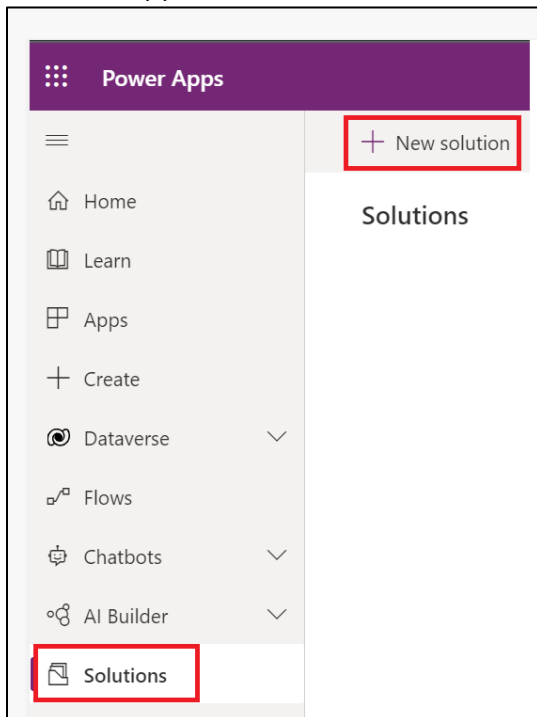 Power Apps
+ New solution
Home
Solutions
Learn
Apps
Create
Dataverse
Flows
Chatbots
AI Builder
Solutions